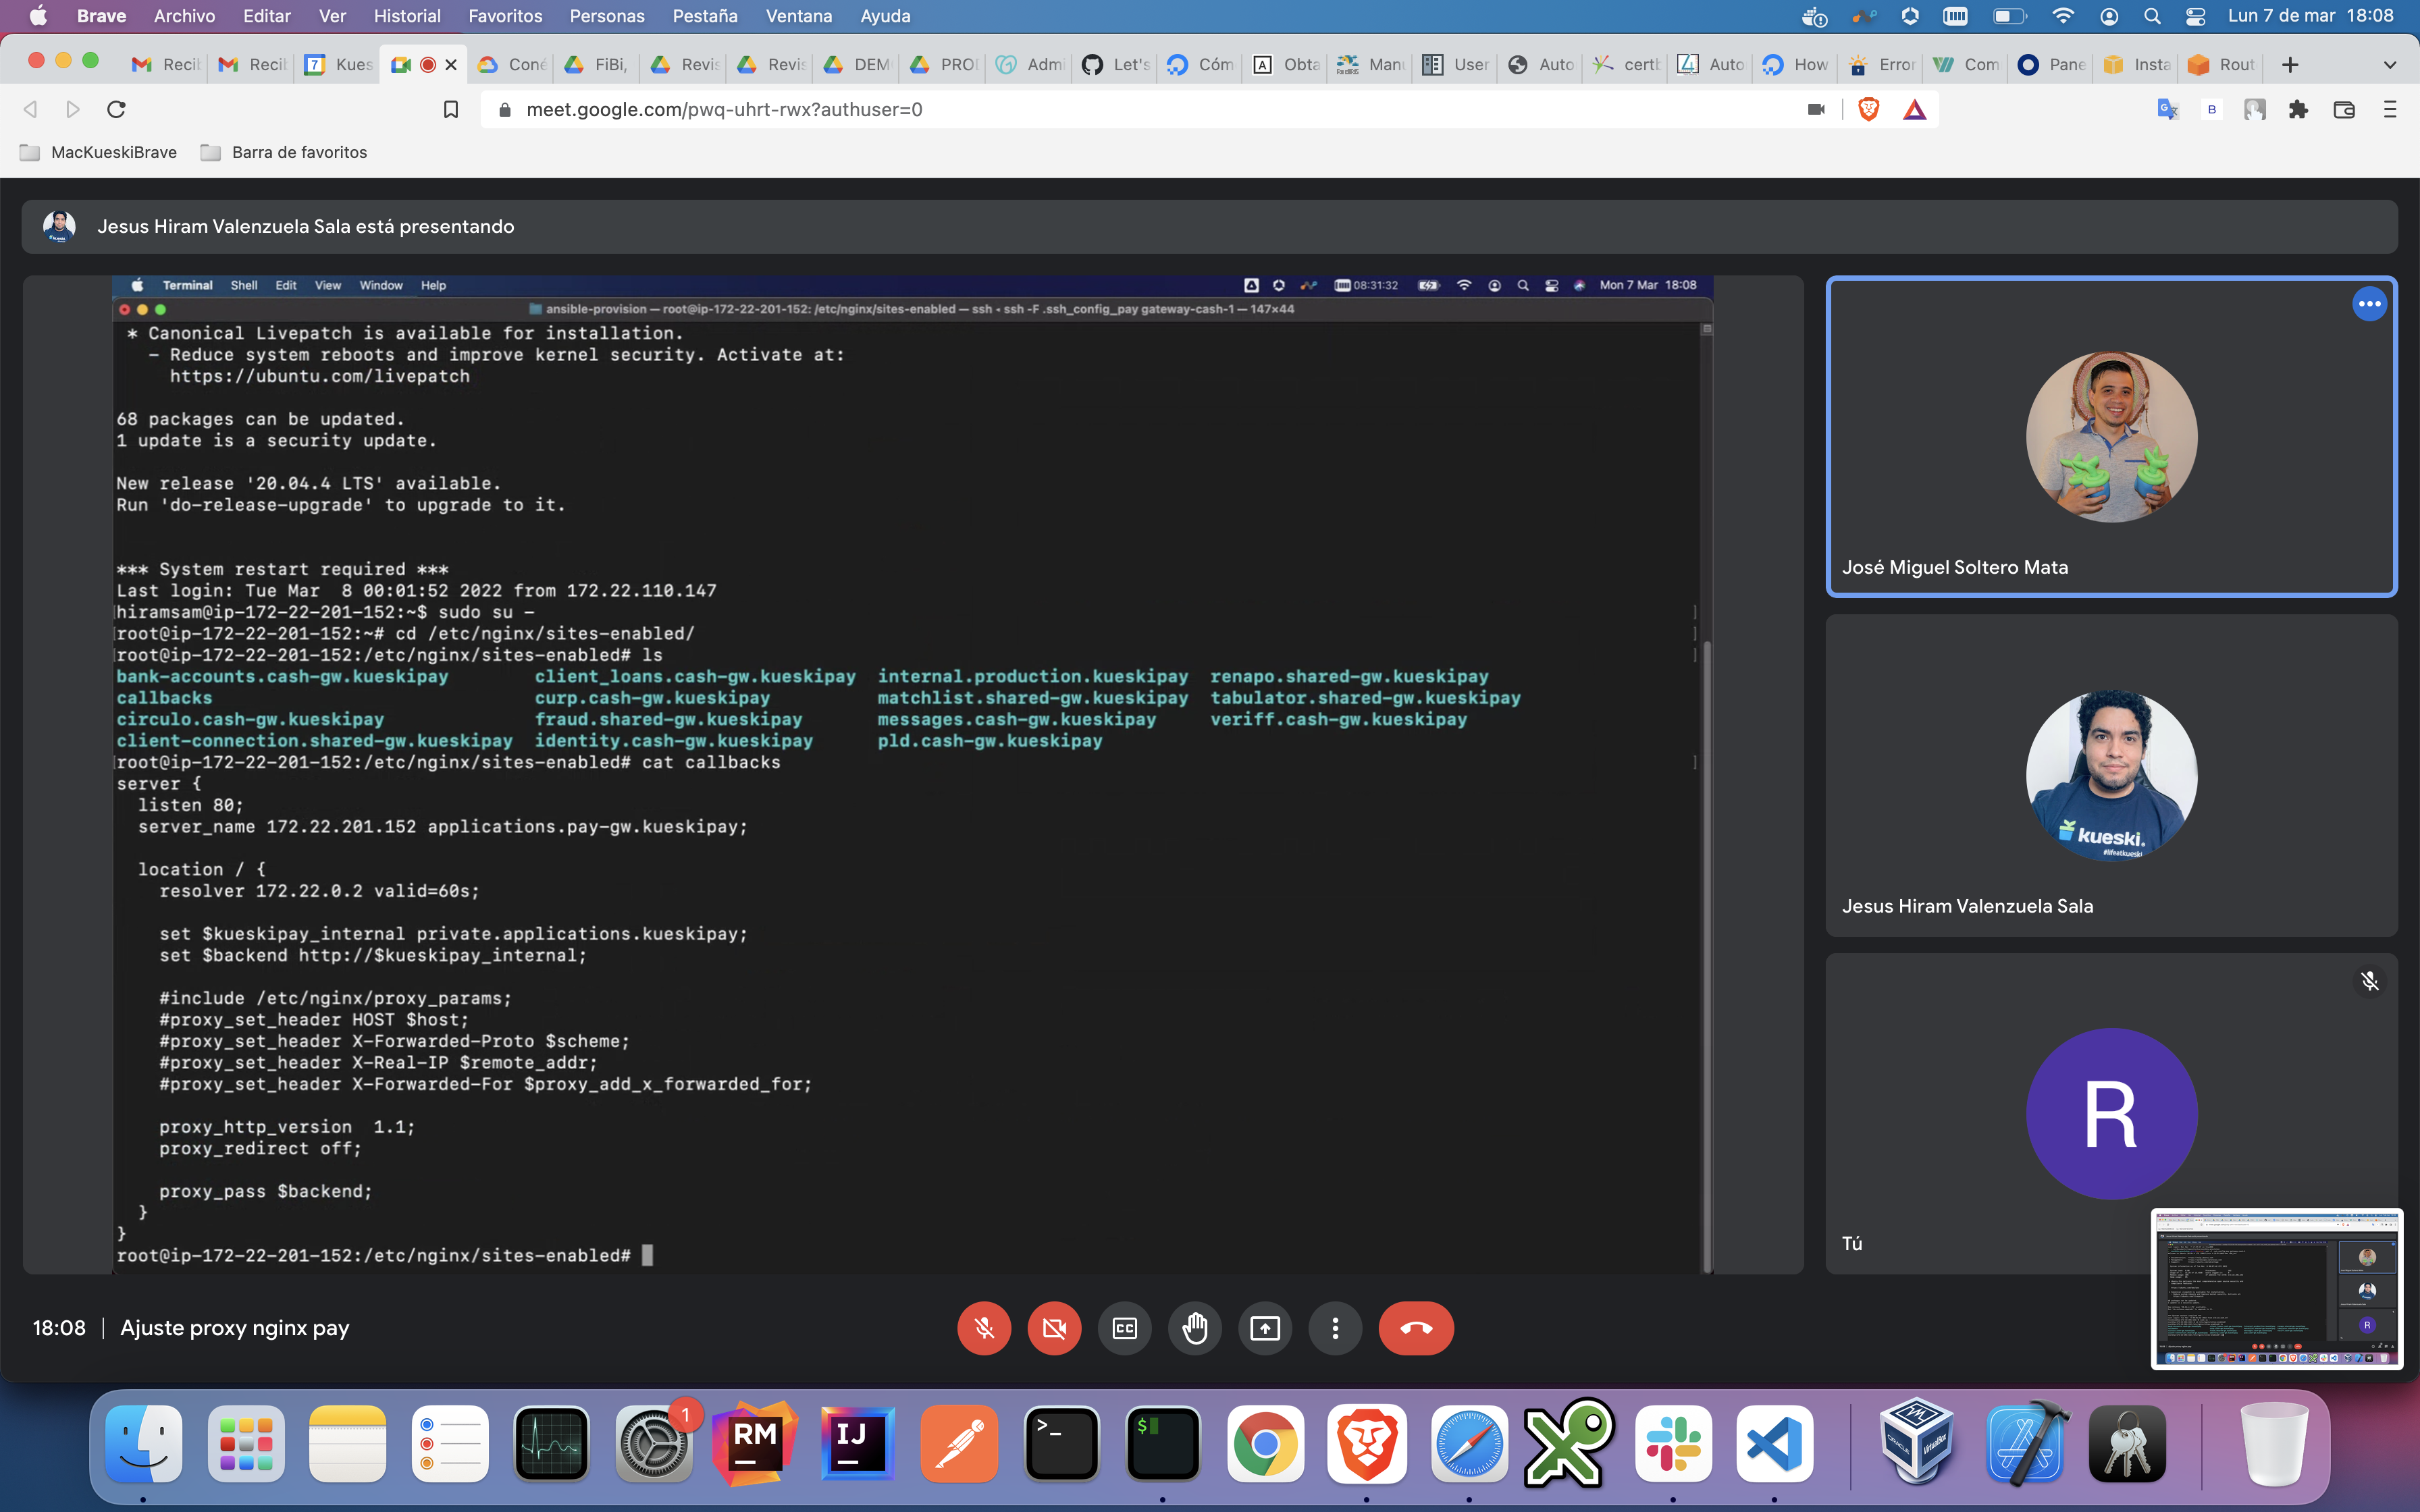 Brave Archivo Editar Ver Historial Favoritos Personas Pestaña Ventana Ayuda Lun 7 de mar 18:08
Recib Recib 7 Kues Coné FiBi, Revis Revis DEM PROD Admi Let's Cóm A Obta Manu User Auto certb 4 Auto How Error Com Pane Insta Rout
meet.google.com/pwq-uhrt-rwx?authuser=0
MacKueskiBrave Barra de favoritos
Jesus Hiram Valenzuela Sala está presentando
Terminal Shell Edit View Window Help 08:31:32 Mon 7 Mar 18:08
ansible-provision — root@ip-172-22-201-152: /etc/nginx/sites-enabled — ssh ◂ ssh -F .ssh_config_pay gateway-cash-1 — 147×44
* Canonical Livepatch is available for installation.
- Reduce system reboots and improve kernel security. Activate at:
https://ubuntu.com/livepatch
68 packages can be updated.
1 update is a security update.
New release '20.04.4 LTS' available.
Run 'do-release-upgrade' to upgrade to it.
*** System restart required ***
Last login: Tue Mar  8 00:01:52 2022 from 172.22.110.147
[hiramsam@ip-172-22-201-152:~$ sudo su - ]
[root@ip-172-22-201-152:~# cd /etc/nginx/sites-enabled/ ]
[root@ip-172-22-201-152:/etc/nginx/sites-enabled# ls ]
bank-accounts.cash-gw.kueskipay client_loans.cash-gw.kueskipay internal.production.kueskipay renapo.shared-gw.kueskipay
callbacks curp.cash-gw.kueskipay matchlist.shared-gw.kueskipay tabulator.shared-gw.kueskipay
circulo.cash-gw.kueskipay fraud.shared-gw.kueskipay messages.cash-gw.kueskipay veriff.cash-gw.kueskipay
client-connection.shared-gw.kueskipay identity.cash-gw.kueskipay pld.cash-gw.kueskipay
[root@ip-172-22-201-152:/etc/nginx/sites-enabled# cat callbacks ]
server {
listen 80;
server_name 172.22.201.152 applications.pay-gw.kueskipay;
location / {
resolver 172.22.0.2 valid=60s;
set $kueskipay_internal private.applications.kueskipay;
set $backend http://$kueskipay_internal;
#include /etc/nginx/proxy_params;
#proxy_set_header HOST $host;
#proxy_set_header X-Forwarded-Proto $scheme;
#proxy_set_header X-Real-IP $remote_addr;
#proxy_set_header X-Forwarded-For $proxy_add_x_forwarded_for;
proxy_http_version  1.1;
proxy_redirect off;
proxy_pass $backend;
}
}
root@ip-172-22-201-152:/etc/nginx/sites-enabled#
José Miguel Soltero Mata
kueski.
#lifeatkueski
Jesus Hiram Valenzuela Sala
R
Tú
18:08 | Ajuste proxy nginx pay
CC
1
RM
IJ
>_
$